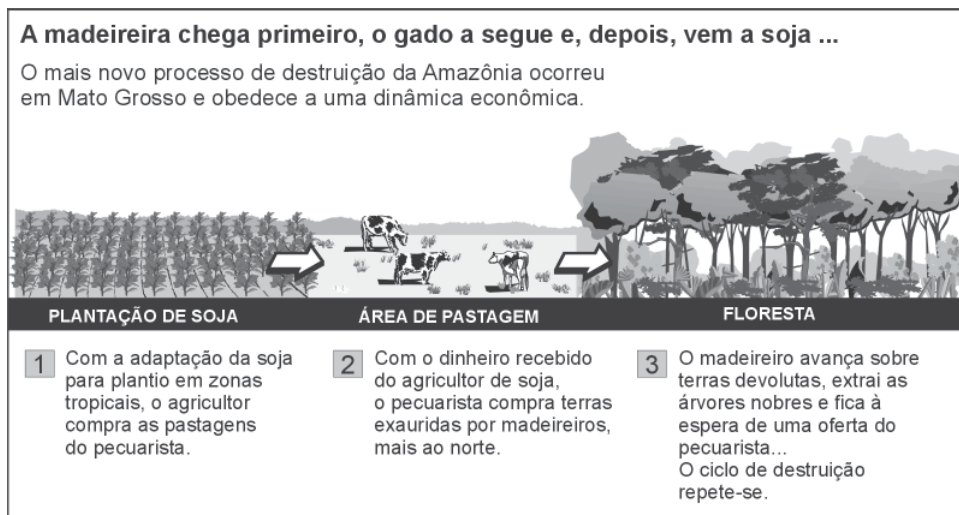 A madeireira chega primeiro, o gado a segue e, depois, vem a soja ...
O mais novo processo de destruição da Amazônia ocorreu
em Mato Grosso e obedece a uma dinâmica econômica.
PLANTAÇÃO DE SOJA
1 Com a adaptação da soja
para plantio em zonas
tropicais, o agricultor
compra as pastagens
do pecuarista.
ÁREA DE PASTAGEM
2 Com o dinheiro recebido
do agricultor de soja,
o pecuarista compra terras
exauridas por madeireiros,
mais ao norte.
FLORESTA
3 O madeireiro avança sobre
terras devolutas, extrai as
árvores nobres e fica à
espera de uma oferta do
pecuarista...
O ciclo de destruição
repete-se.